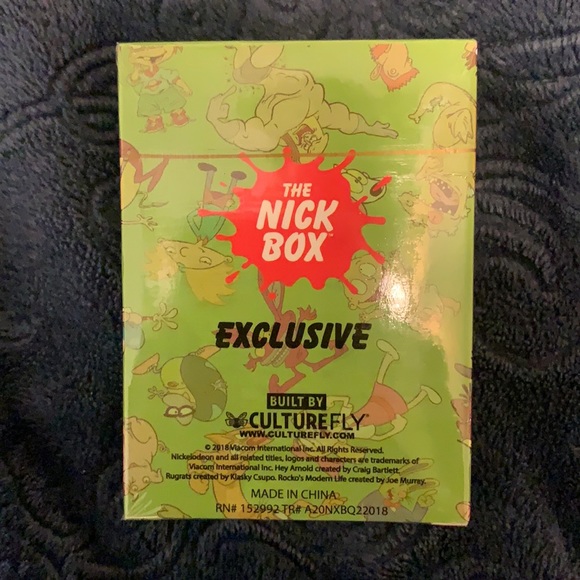 THE
NICK
BOX™
EXCLUSIVE
BUILT BY
CULTUREFLY
WWW.CULTUREFLY.COM
© 2018 Viacom International Inc. All Rights Reserved.
Nickelodeon and all related titles, logos and characters are trademarks of
Viacom International Inc. Hey Arnold created by Craig Bartlett.
Rugrats created by Klasky Csupo. Rocko's Modern Life created by Joe Murray.
MADE IN CHINA
RN# 152992 TR# A20NXBQ22018